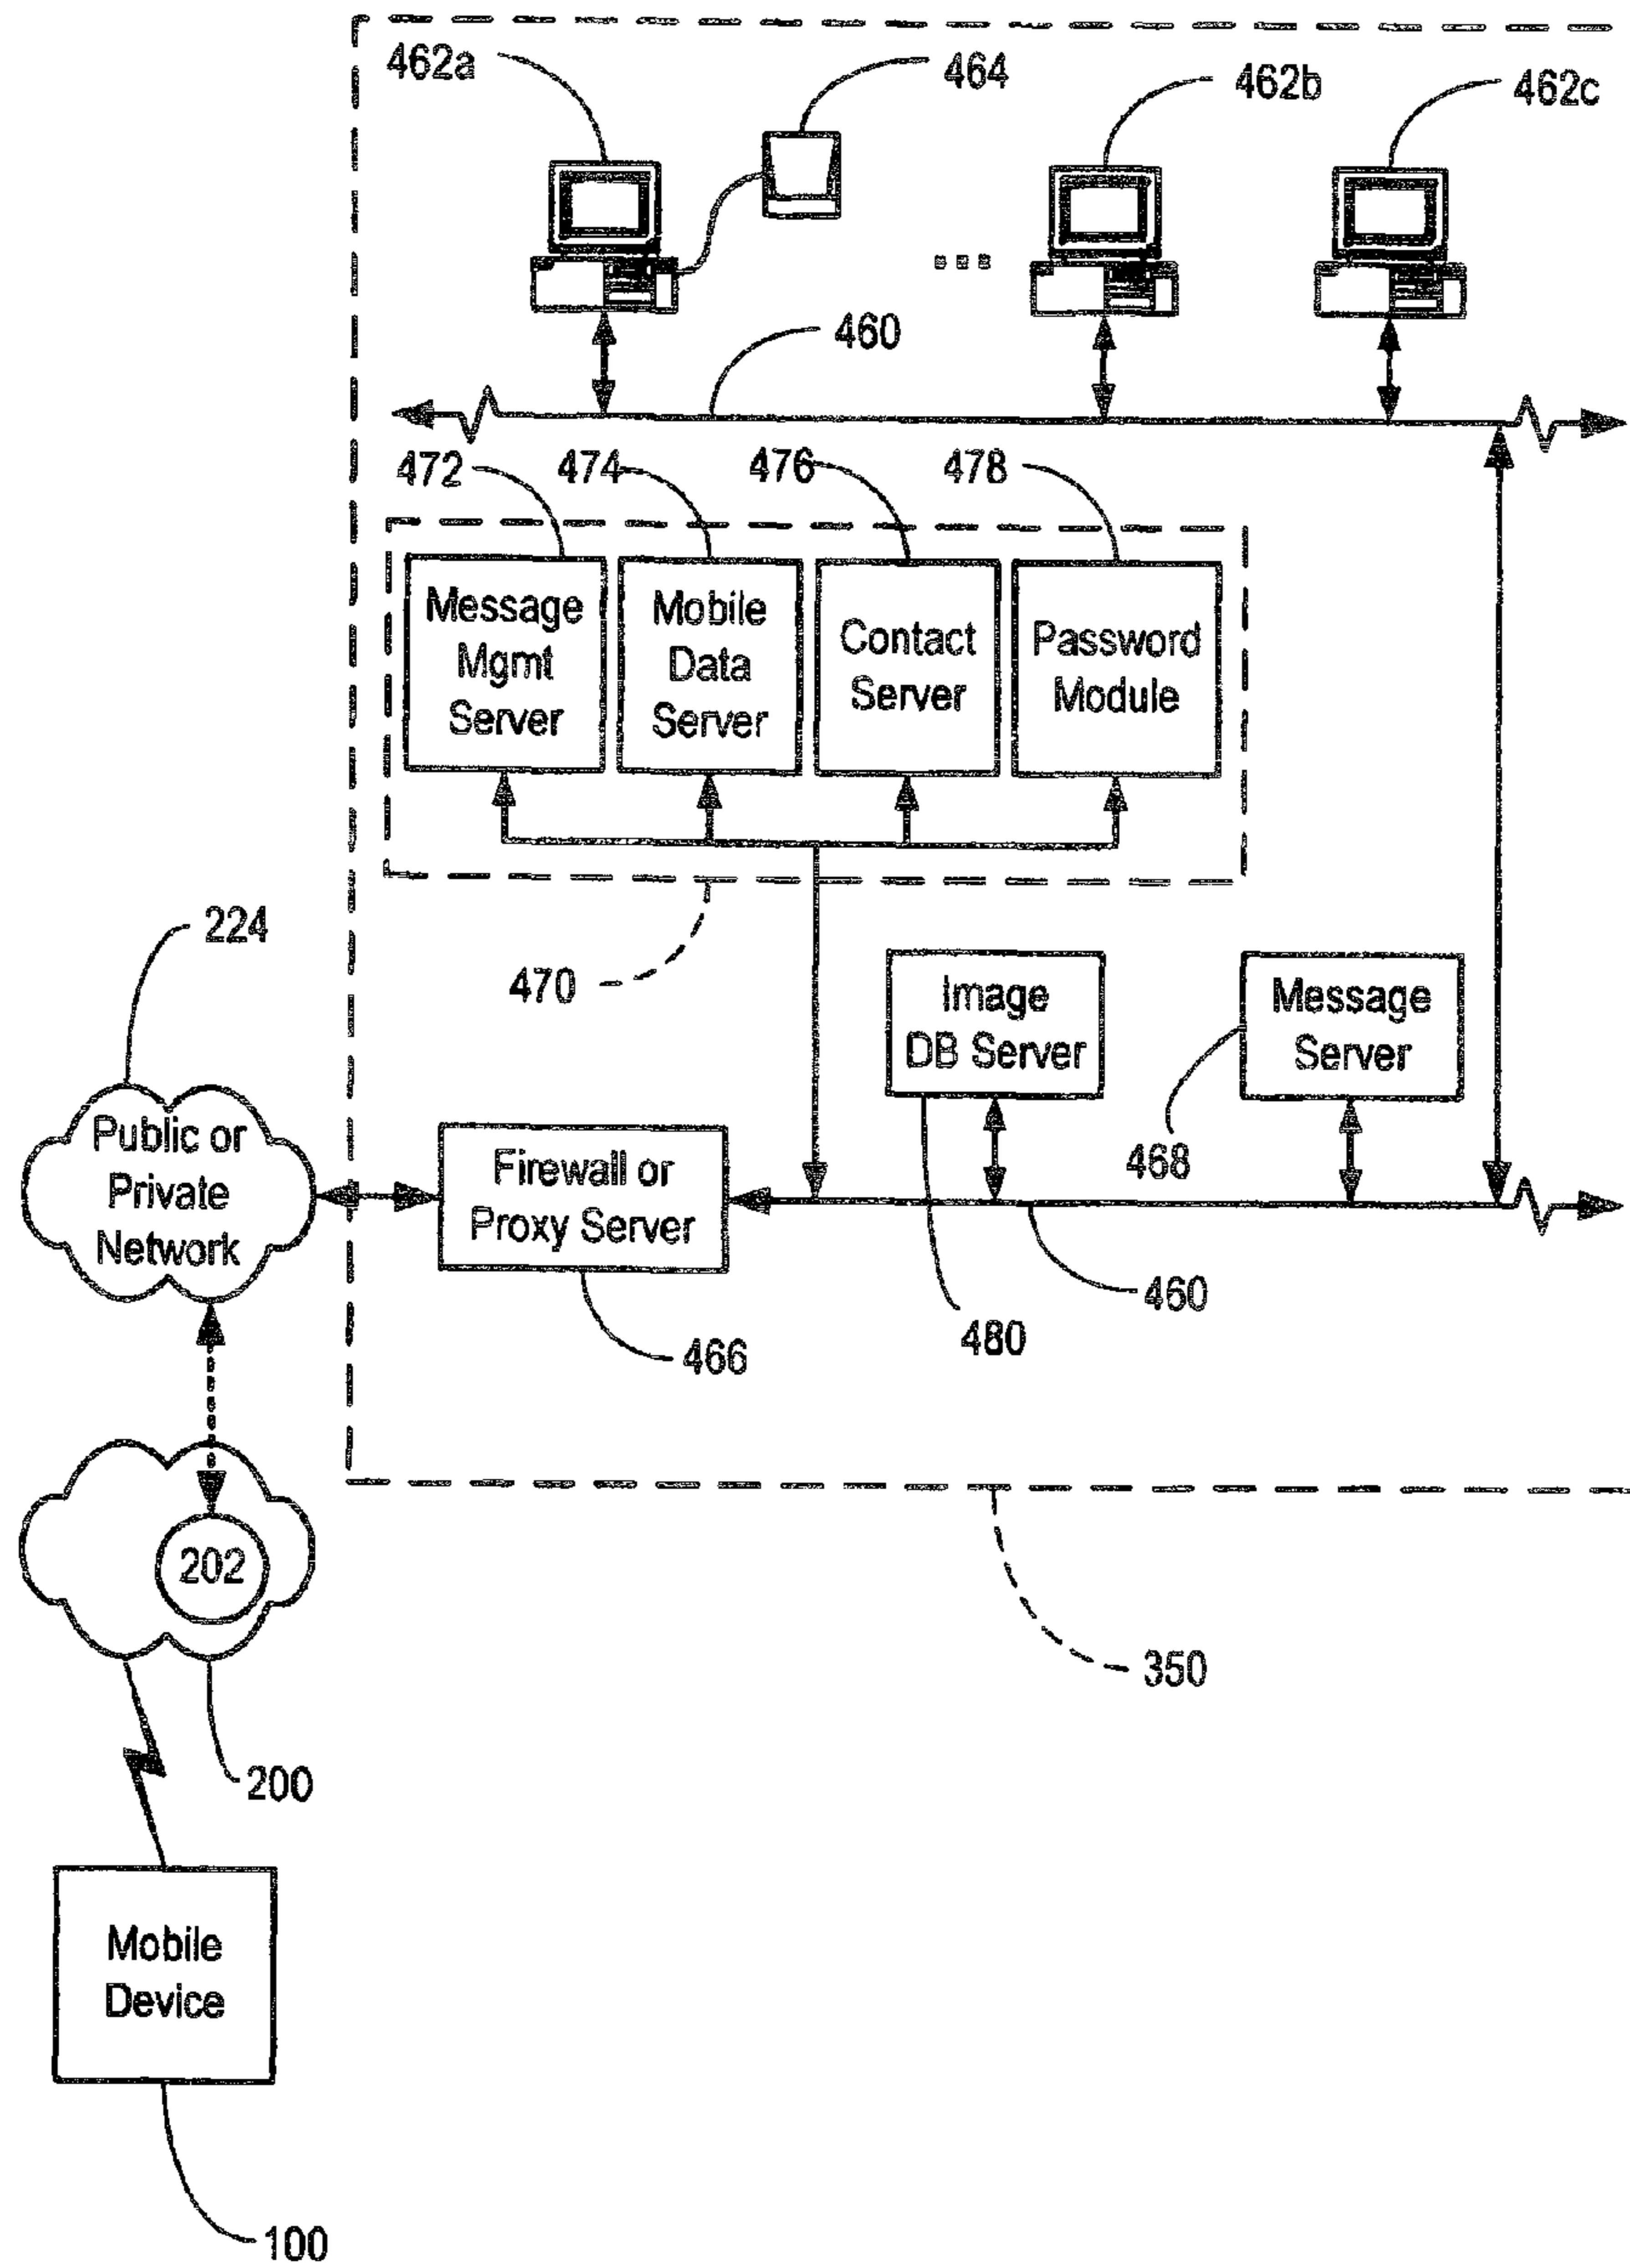 462a
464
462b
462c
460
472
474
476
478
Message
Mgmt
Server
Mobile
Data
Server
Contact
Server
Password
Module
224
470
Image
DB Server
Message
Server
Public or
Private
Network
Firewall or
Proxy Server
468
460
480
466
202
350
200
Mobile
Device
100